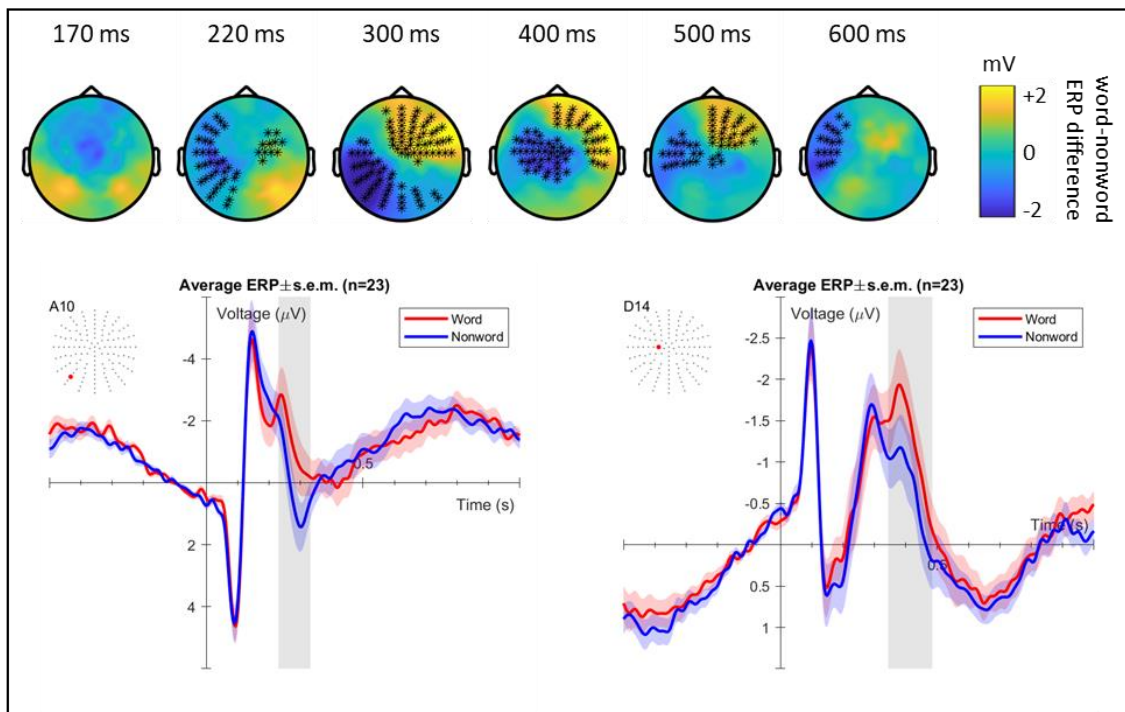 170 ms 220 ms 300 ms 400 ms 500 ms 600 ms
mV
+2
0
-2
word-nonword
ERP difference
Average ERP±s.e.m. (n=23)
A10
Voltage (μV)
Word
Nonword
-4
-2
0.5
Time (s)
2
4
Average ERP±s.e.m. (n=23)
D14
Voltage (μV)
Word
Nonword
-2.5
-2
-1.5
-1
-0.5
Time (s)
0.5
0.5
1